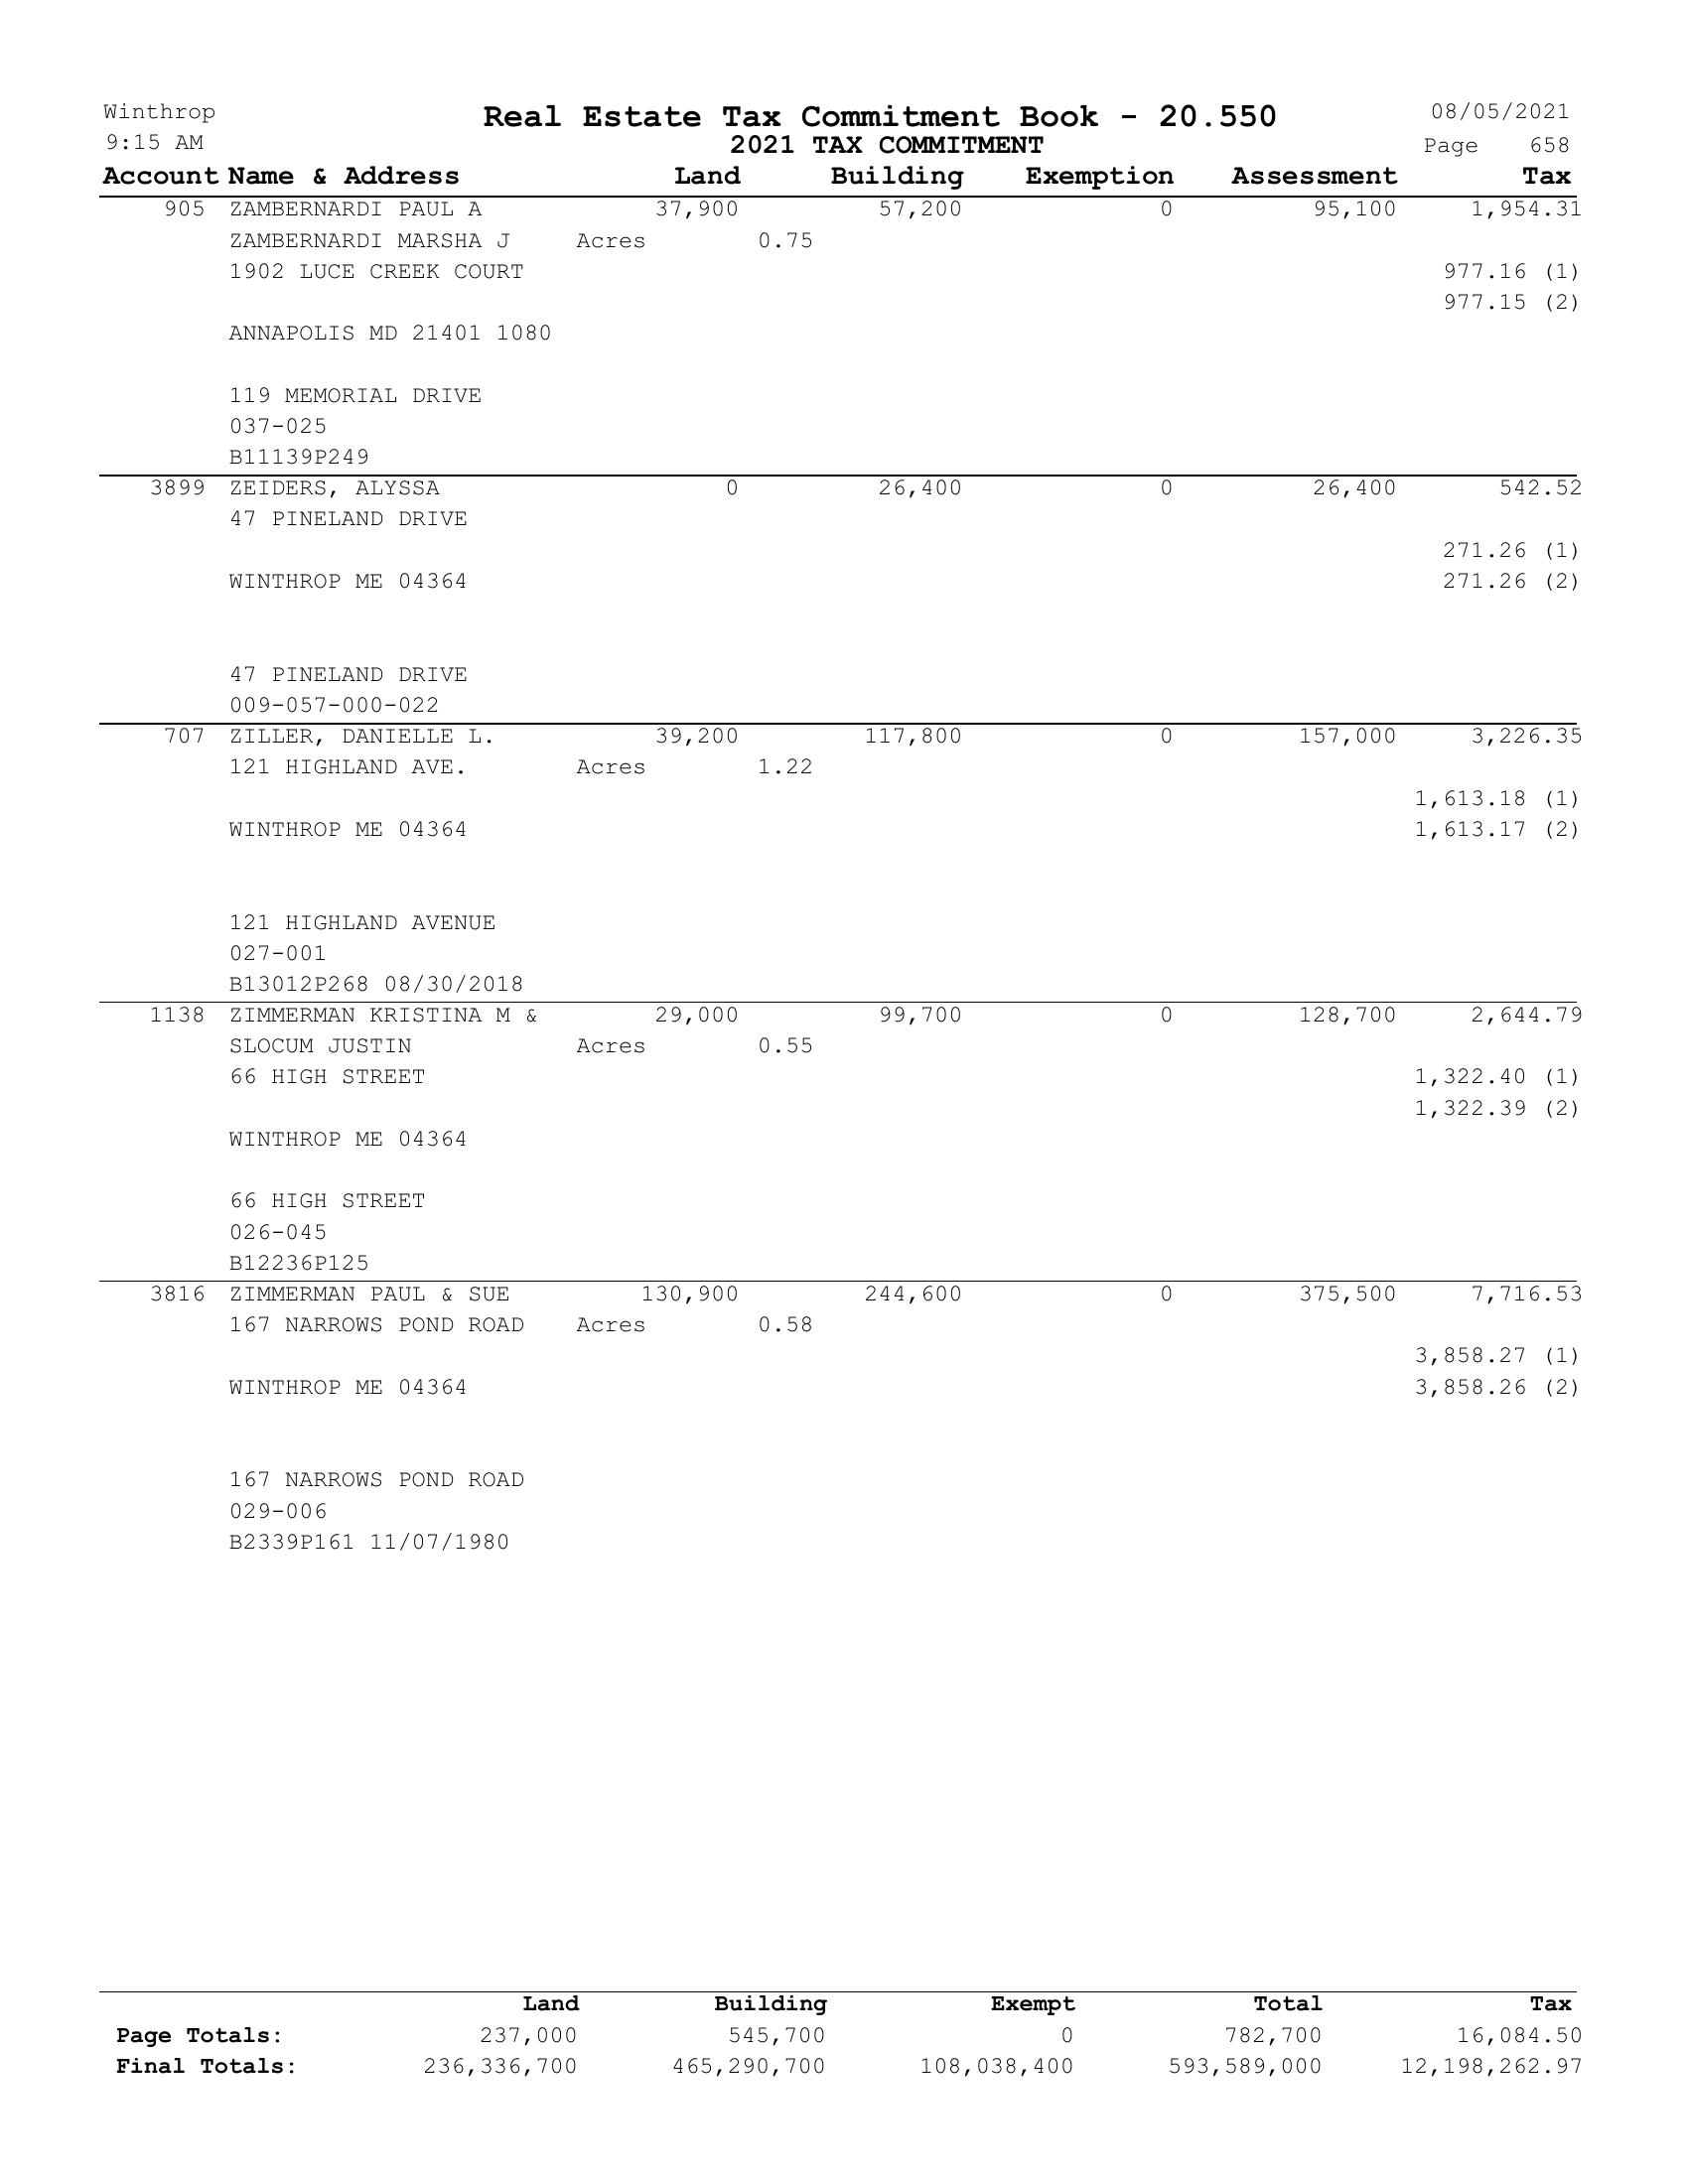 Winthrop Real Estate Tax Commitment Book - 20.550 08/05/2021
9:15 AM 2021 TAX COMMITMENT Page 658
Account Name & Address Land Building Exemption Assessment Tax
905 ZAMBERNARDI PAUL A 37,900 57,200 0 95,100 1,954.31
ZAMBERNARDI MARSHA J Acres 0.75
1902 LUCE CREEK COURT 977.16 (1)
977.15 (2)
ANNAPOLIS MD 21401 1080
119 MEMORIAL DRIVE
037-025
B11139P249
3899 ZEIDERS, ALYSSA 0 26,400 0 26,400 542.52
47 PINELAND DRIVE
271.26 (1)
WINTHROP ME 04364 271.26 (2)
47 PINELAND DRIVE
009-057-000-022
707 ZILLER, DANIELLE L. 39,200 117,800 0 157,000 3,226.35
121 HIGHLAND AVE. Acres 1.22
1,613.18 (1)
WINTHROP ME 04364 1,613.17 (2)
121 HIGHLAND AVENUE
027-001
B13012P268 08/30/2018
1138 ZIMMERMAN KRISTINA M & 29,000 99,700 0 128,700 2,644.79
SLOCUM JUSTIN Acres 0.55
66 HIGH STREET 1,322.40 (1)
1,322.39 (2)
WINTHROP ME 04364
66 HIGH STREET
026-045
B12236P125
3816 ZIMMERMAN PAUL & SUE 130,900 244,600 0 375,500 7,716.53
167 NARROWS POND ROAD Acres 0.58
3,858.27 (1)
WINTHROP ME 04364 3,858.26 (2)
167 NARROWS POND ROAD
029-006
B2339P161 11/07/1980
Land Building Exempt Total Tax
Page Totals: 237,000 545,700 0 782,700 16,084.50
Final Totals: 236,336,700 465,290,700 108,038,400 593,589,000 12,198,262.97